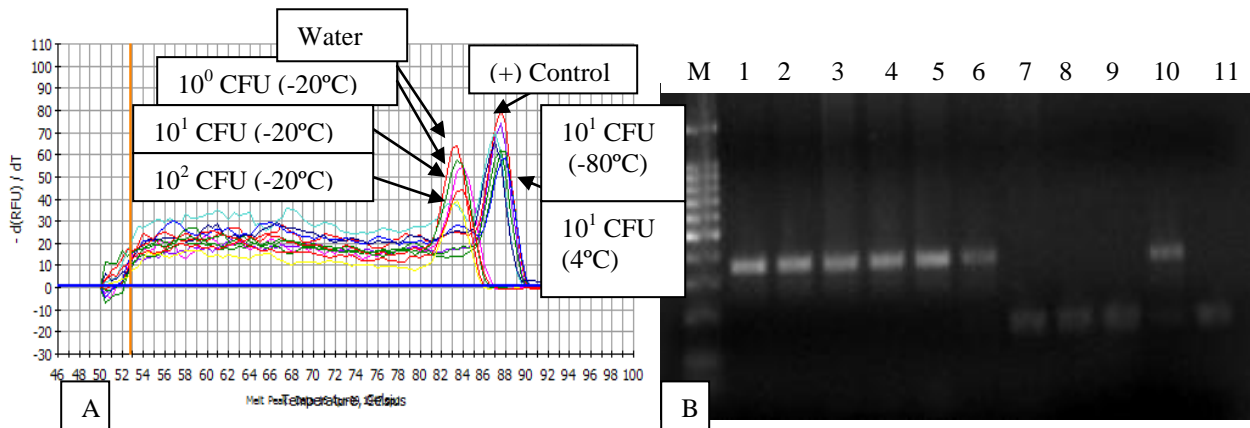 Water
10⁰ CFU (-20ºC)
10¹ CFU (-20ºC)
10² CFU (-20ºC)
(+) Control
10¹ CFU
(-80ºC)
10¹ CFU
(4ºC)
- d(RFU) / dT
110
100
90
80
70
60
50
40
30
20
10
0
-10
-20
-30
46 48 50 52 54 56 58 60 62 64 66 68 70 72 74 76 78 80 82 84 86 88 90 92 94 96 98 100
Temperature, Celsius
A
M 1 2 3 4 5 6 7 8 9 10 11
B